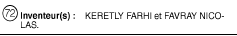 72 Inventeur(s) : KERETLY FARHI et FAVRAY NICO-
LAS.